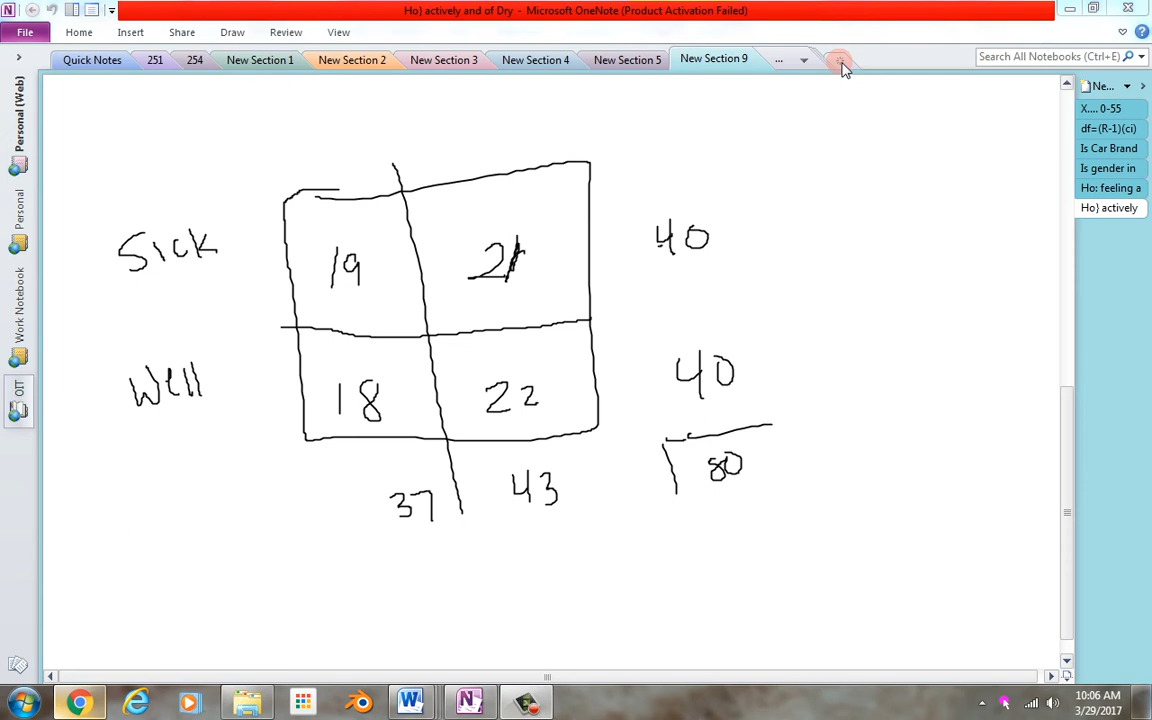 Ho} actively and of Dry - Microsoft OneNote (Product Activation Failed)
File Home Insert Share Draw Review View
Quick Notes 251 254 New Section 1 New Section 2 New Section 3 New Section 4 New Section 5 New Section 9 ... Search All Notebooks (Ctrl+E)
Personal (Web)
Personal
Work Notebook
OIT
Ne...
X.... 0-55
df=(R-1)(ci)
Is Car Brand
Is gender in
Ho: feeling a
Ho} actively
Sick 19 21 40
Well 18 22 40
37 43 80
10:06 AM
3/29/2017